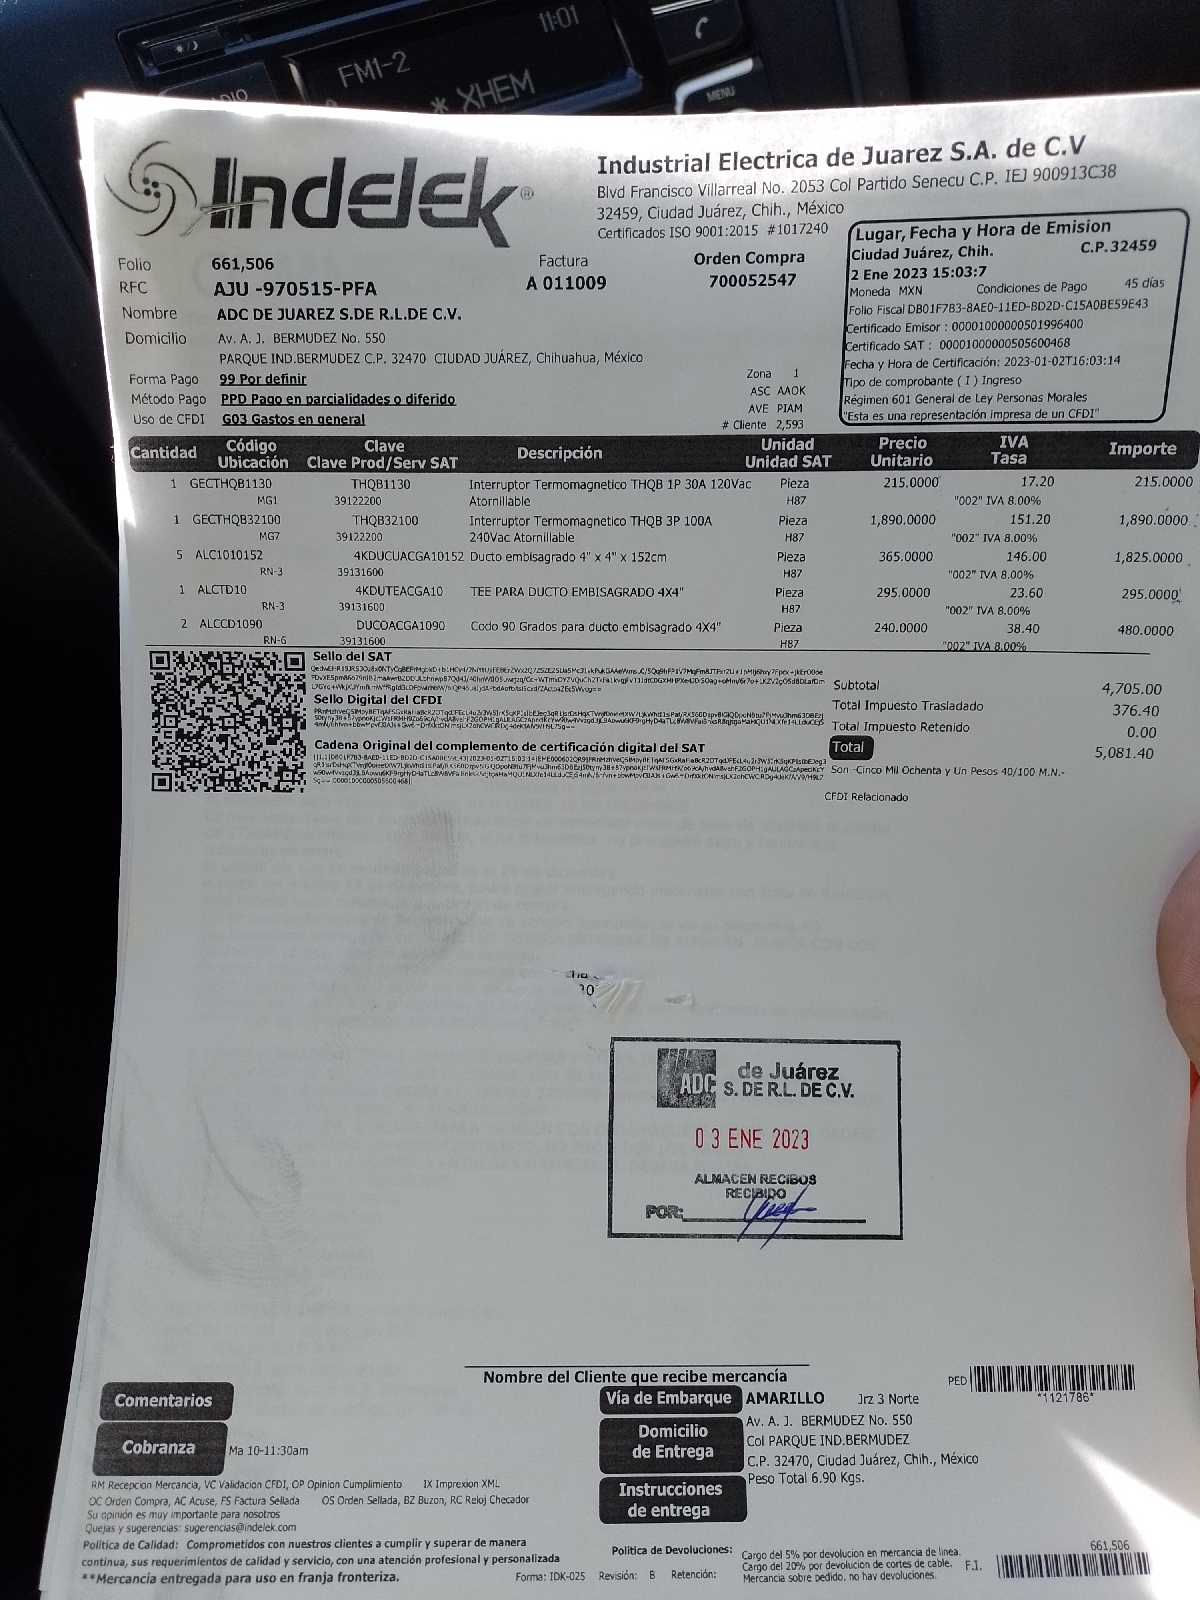 11:01
FM1-2
* XHEM
MENU
Indelek®
Industrial Electrica de Juarez S.A. de C.V
Blvd Francisco Villarreal No. 2053 Col Partido Senecu C.P. IEJ 900913C38
32459, Ciudad Juárez, Chih., México
Certificados ISO 9001:2015 #1017240
Folio 661,506 Factura Orden Compra
RFC AJU -970515-PFA A 011009 700052547
Nombre ADC DE JUAREZ S.DE R.L.DE C.V.
Domicilio Av. A. J. BERMUDEZ No. 550
PARQUE IND.BERMUDEZ C.P. 32470 CIUDAD JUÁREZ, Chihuahua, México
Forma Pago 99 Por definir
Método Pago PPD Pago en parcialidades o diferido
Uso de CFDI G03 Gastos en general
Zona 1
ASC AAOK
AVE PIAM
# Cliente 2,593
Lugar, Fecha y Hora de Emision
Ciudad Juárez, Chih. C.P.32459
2 Ene 2023 15:03:7
Moneda MXN Condiciones de Pago 45 días
Folio Fiscal DB01F7B3-8AE0-11ED-BD2D-C15A0BE59E43
Certificado Emisor : 00001000000501996400
Certificado SAT : 00001000000505600468
Fecha y Hora de Certificación: 2023-01-02T16:03:14
Tipo de comprobante ( I ) Ingreso
Régimen 601 General de Ley Personas Morales
"Esta es una representación impresa de un CFDI"
Cantidad Código Ubicación Clave Clave Prod/Serv SAT Descripción Unidad Unidad SAT Precio Unitario IVA Tasa Importe
1 GECTHQB1130 THQB1130 Interruptor Termomagnetico THQB 1P 30A 120Vac Pieza 215.0000 17.20 215.0000
MG1 39122200 Atornillable H87 "002" IVA 8.00%
1 GECTHQB32100 THQB32100 Interruptor Termomagnetico THQB 3P 100A Pieza 1,890.0000 151.20 1,890.0000
MG7 39122200 240Vac Atornillable H87 "002" IVA 8.00%
5 ALC1010152 4KDUCUACGA10152 Ducto embisagrado 4" x 4" x 152cm Pieza 365.0000 146.00 1,825.0000
RN-3 39131600 H87 "002" IVA 8.00%
1 ALCTD10 4KDUTEACGA10 TEE PARA DUCTO EMBISAGRADO 4X4" Pieza 295.0000 23.60 295.0000
RN-3 39131600 H87 "002" IVA 8.00%
2 ALCCD1090 DUCOACGA1090 Codo 90 Grados para ducto embisagrado 4X4" Pieza 240.0000 38.40 480.0000
RN-6 39131600 H87 "002" IVA 8.00%
Sello del SAT
Sello Digital del CFDI
Cadena Original del complemento de certificación digital del SAT
Subtotal 4,705.00
Total Impuesto Trasladado 376.40
Total Impuesto Retenido 0.00
Total 5,081.40
Son -Cinco Mil Ochenta y Un Pesos 40/100 M.N.-
CFDI Relacionado
ADC de Juárez
S. DE R.L. DE C.V.
03 ENE 2023
ALMACEN RECIBOS
RECIBIDO
POR:
Nombre del Cliente que recibe mercancía
PED *1121786*
Comentarios
Cobranza Ma 10-11:30am
Vía de Embarque AMARILLO Jrz 3 Norte
Domicilio de Entrega Av. A. J. BERMUDEZ No. 550
Col PARQUE IND.BERMUDEZ
C.P. 32470, Ciudad Juárez, Chih., México
Peso Total 6.90 Kgs.
Instrucciones de entrega
RM Recepcion Mercancia, VC Validacion CFDI, OP Opinion Cumplimiento IX Imprexion XML
OC Orden Compra, AC Acuse, FS Factura Sellada OS Orden Sellada, BZ Buzon, RC Reloj Checador
Su opinión es muy importante para nosotros
Quejas y sugerencias: sugerencias@indelek.com
Politica de Calidad: Comprometidos con nuestros clientes a cumplir y superar de manera
continua, sus requerimientos de calidad y servicio, con una atención profesional y personalizada
**Mercancia entregada para uso en franja fronteriza.
Forma: IDK-025 Revisión: B Retención:
Politica de Devoluciones: Cargo del 5% por devolucion en mercancia de linea.
Cargo del 20% por devolucion de cortes de cable.
Mercancia sobre pedido, no hay devoluciones.
F.I. 661,506